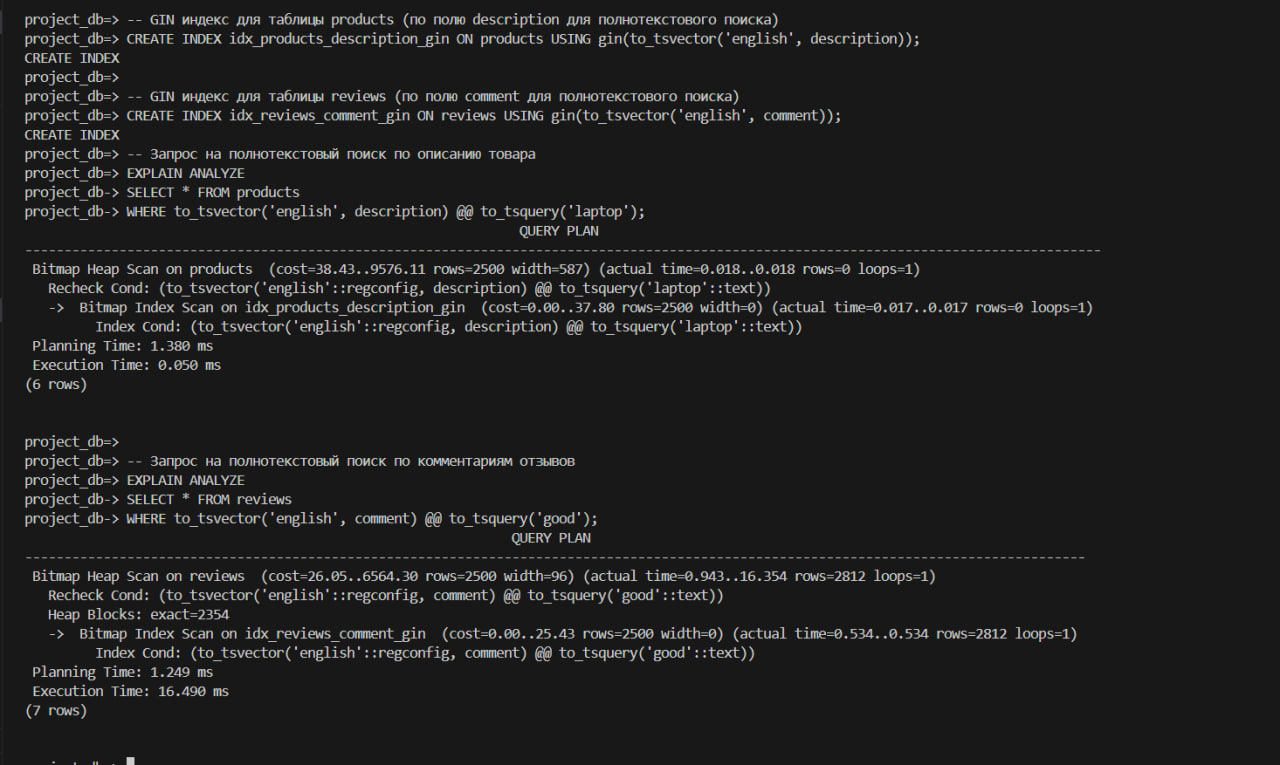 project_db=> -- GIN индекс для таблицы products (по полю description для полнотекстового поиска)
project_db=> CREATE INDEX idx_products_description_gin ON products USING gin(to_tsvector('english', description));
CREATE INDEX
project_db=>
project_db=> -- GIN индекс для таблицы reviews (по полю comment для полнотекстового поиска)
project_db=> CREATE INDEX idx_reviews_comment_gin ON reviews USING gin(to_tsvector('english', comment));
CREATE INDEX
project_db=> -- Запрос на полнотекстовый поиск по описанию товара
project_db=> EXPLAIN ANALYZE
project_db-> SELECT * FROM products
project_db-> WHERE to_tsvector('english', description) @@ to_tsquery('laptop');
QUERY PLAN
-----------------------------------------------------------------------------------------------------------------------------------------
Bitmap Heap Scan on products  (cost=38.43..9576.11 rows=2500 width=587) (actual time=0.018..0.018 rows=0 loops=1)
Recheck Cond: (to_tsvector('english'::regconfig, description) @@ to_tsquery('laptop'::text))
->  Bitmap Index Scan on idx_products_description_gin  (cost=0.00..37.80 rows=2500 width=0) (actual time=0.017..0.017 rows=0 loops=1)
Index Cond: (to_tsvector('english'::regconfig, description) @@ to_tsquery('laptop'::text))
Planning Time: 1.380 ms
Execution Time: 0.050 ms
(6 rows)
project_db=>
project_db=> -- Запрос на полнотекстовый поиск по комментариям отзывов
project_db=> EXPLAIN ANALYZE
project_db-> SELECT * FROM reviews
project_db-> WHERE to_tsvector('english', comment) @@ to_tsquery('good');
QUERY PLAN
---------------------------------------------------------------------------------------------------------------------------------------
Bitmap Heap Scan on reviews  (cost=26.05..6564.30 rows=2500 width=96) (actual time=0.943..16.354 rows=2812 loops=1)
Recheck Cond: (to_tsvector('english'::regconfig, comment) @@ to_tsquery('good'::text))
Heap Blocks: exact=2354
->  Bitmap Index Scan on idx_reviews_comment_gin  (cost=0.00..25.43 rows=2500 width=0) (actual time=0.534..0.534 rows=2812 loops=1)
Index Cond: (to_tsvector('english'::regconfig, comment) @@ to_tsquery('good'::text))
Planning Time: 1.249 ms
Execution Time: 16.490 ms
(7 rows)